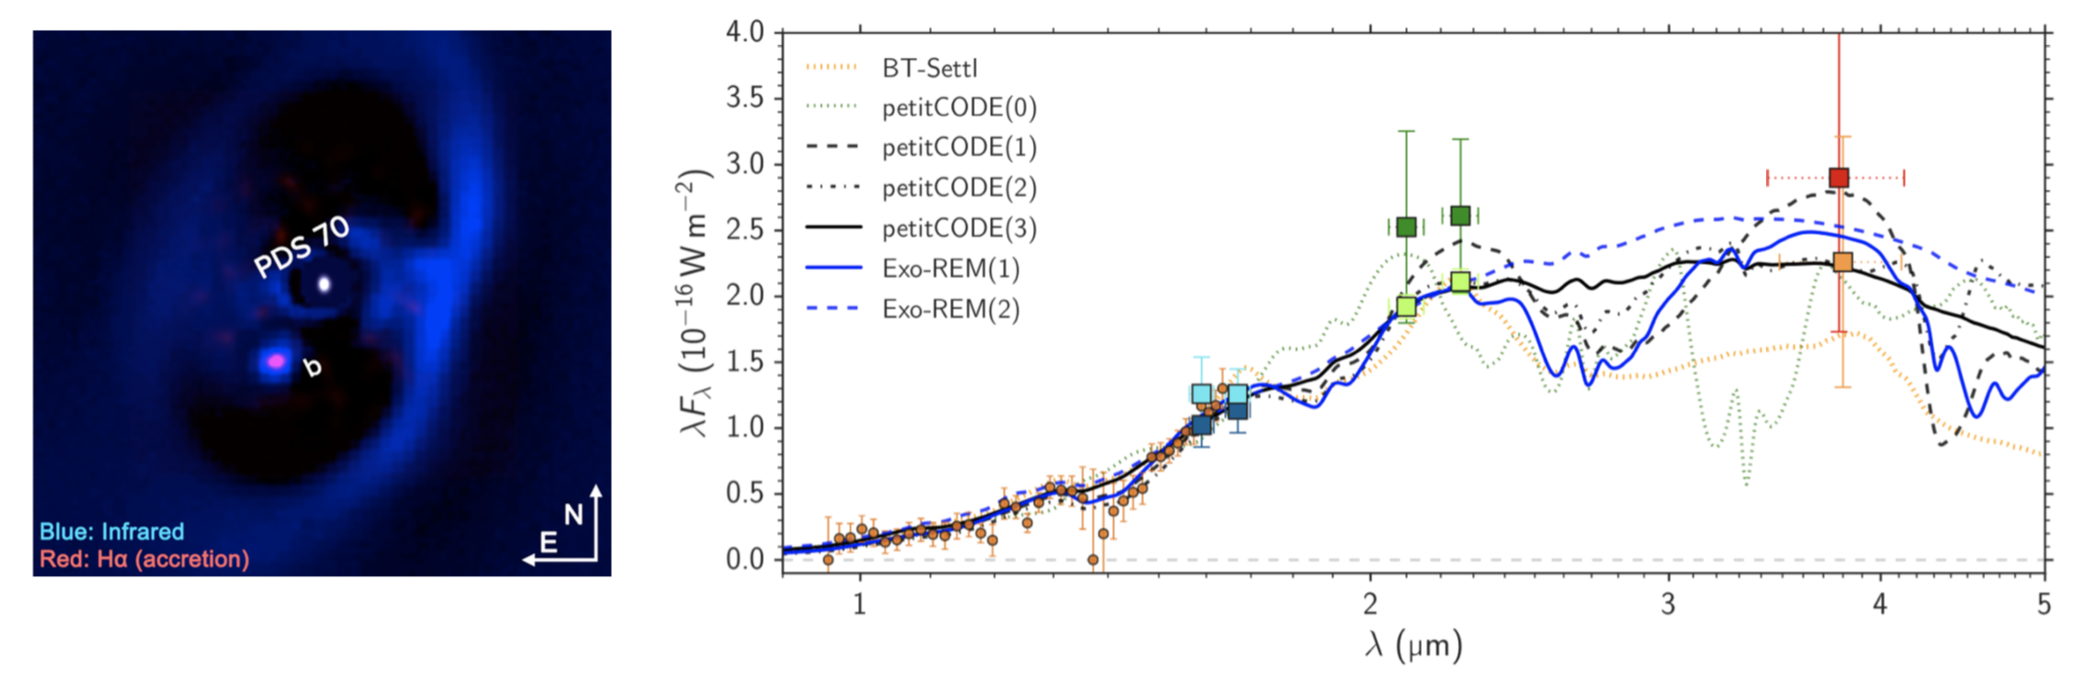 PDS 70
b
N
E
Blue: Infrared
Red: Hα (accretion)
4.0
3.5
3.0
2.5
2.0
1.5
1.0
0.5
0.0
λFλ (10⁻¹⁶ W m⁻²)
BT-Settl
petitCODE(0)
petitCODE(1)
petitCODE(2)
petitCODE(3)
Exo-REM(1)
Exo-REM(2)
1 2 3 4 5
λ (μm)